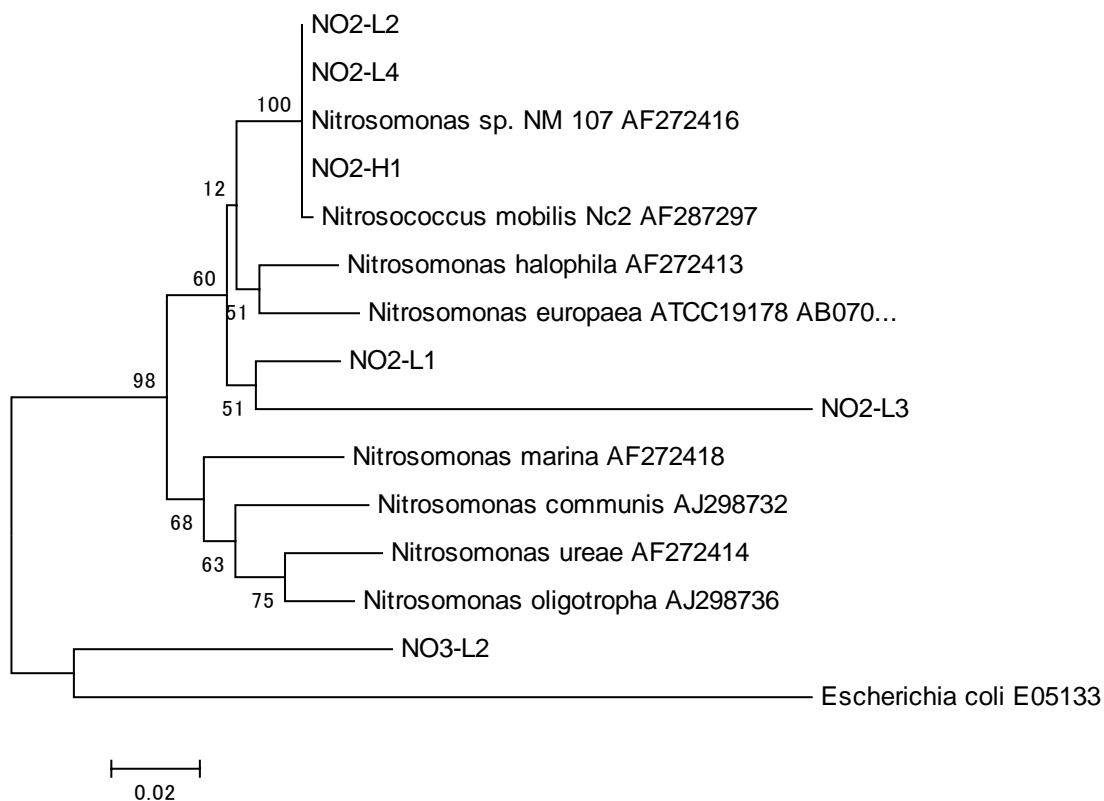 NO2-L2
NO2-L4
100
Nitrosomonas sp. NM 107 AF272416
NO2-H1
12
Nitrosococcus mobilis Nc2 AF287297
Nitrosomonas halophila AF272413
60
51
Nitrosomonas europaea ATCC19178 AB070...
NO2-L1
98
51
NO2-L3
Nitrosomonas marina AF272418
Nitrosomonas communis AJ298732
68
Nitrosomonas ureae AF272414
63
75
Nitrosomonas oligotropha AJ298736
NO3-L2
Escherichia coli E05133
0.02